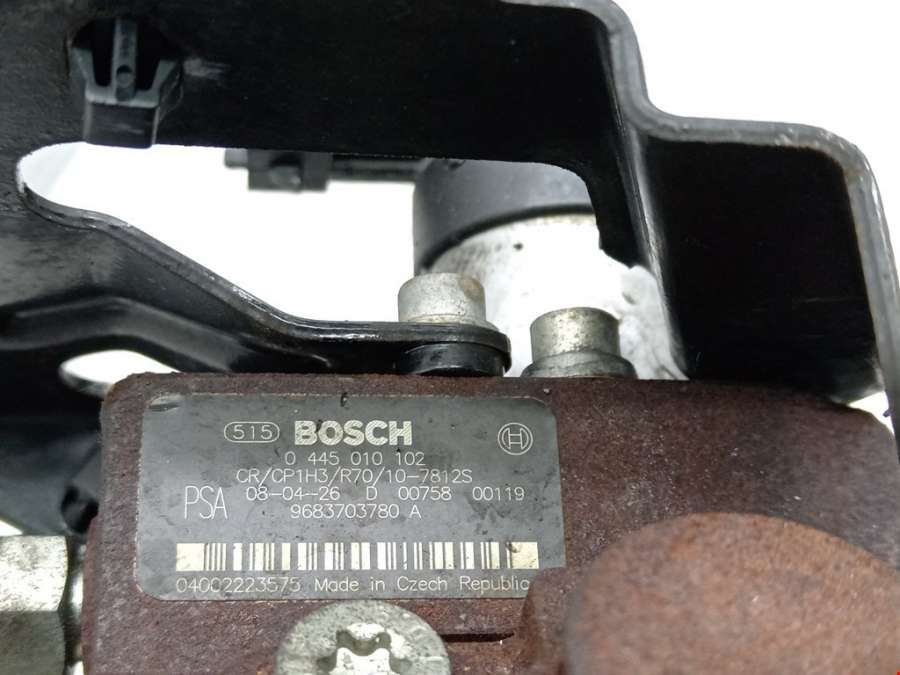 515 BOSCH
0 445 010 102
CR/CP1H3/R70/10-7812S
PSA 08-04-26 D 00758 00119
9683703780 A
04002223575 Made in Czech Republic